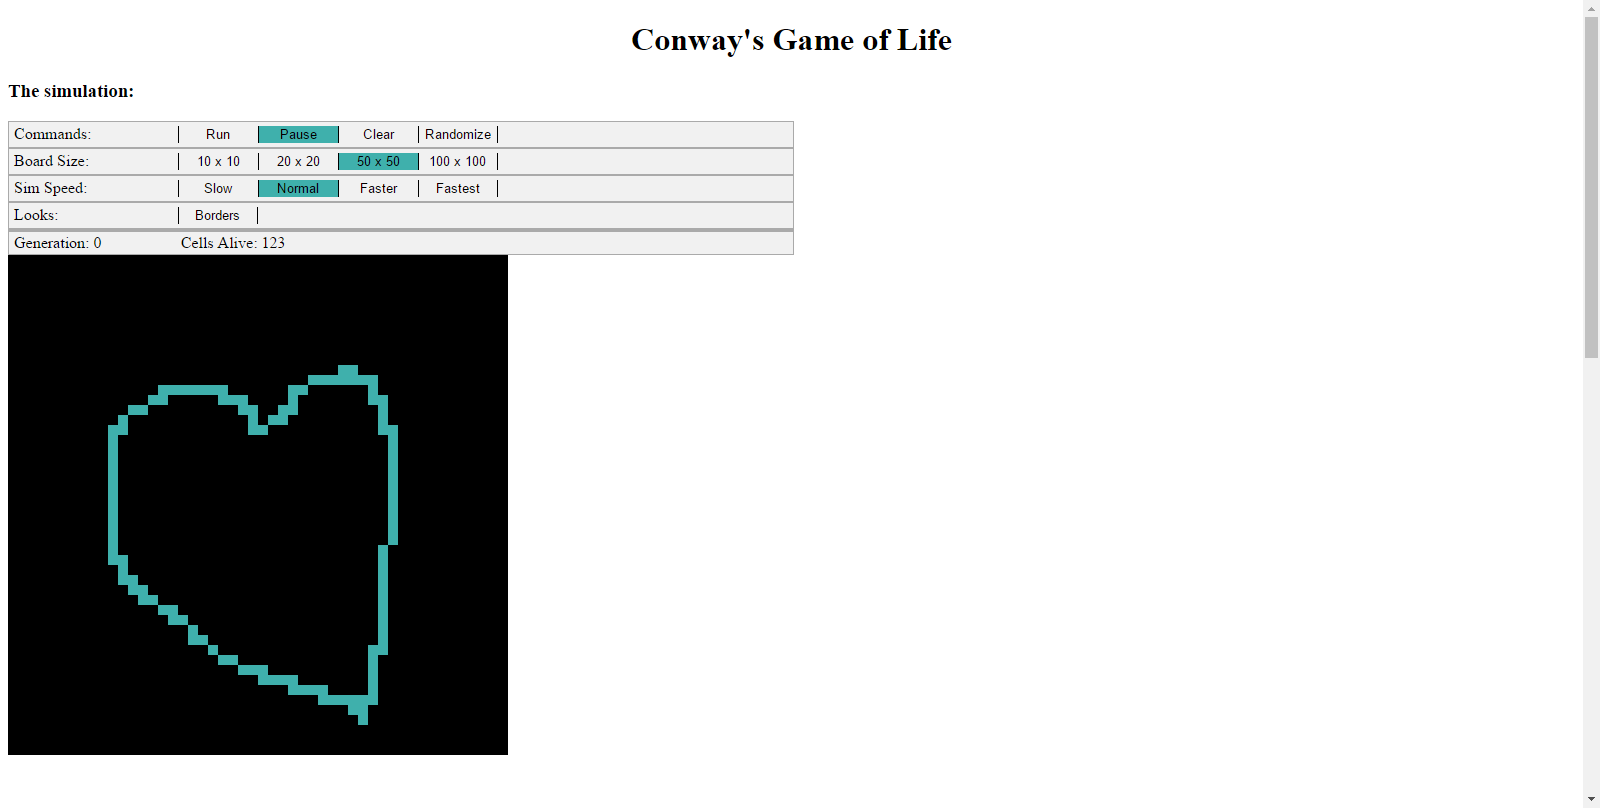 Conway's Game of Life
The simulation:
Commands: Run Pause Clear Randomize
Board Size: 10 x 10 20 x 20 50 x 50 100 x 100
Sim Speed: Slow Normal Faster Fastest
Looks: Borders
Generation: 0 Cells Alive: 123